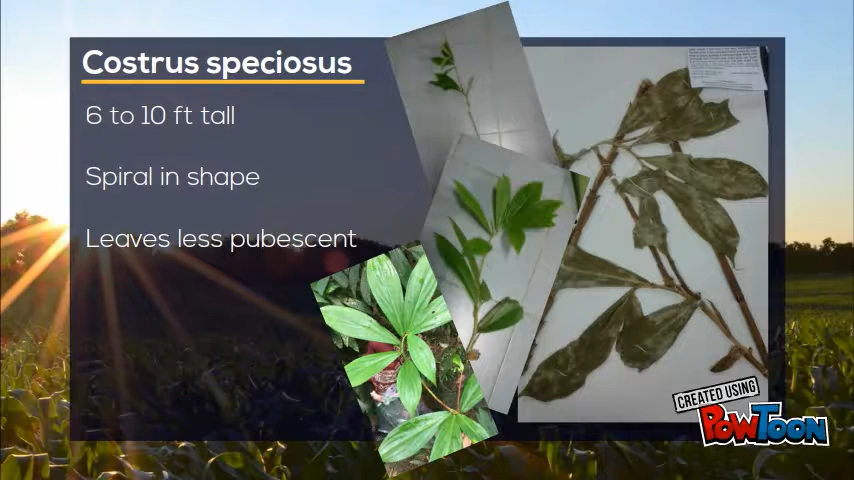 Costrus speciosus
6 to 10 ft tall
Spiral in shape
Leaves less pubescent
CREATED USING
POWTOON